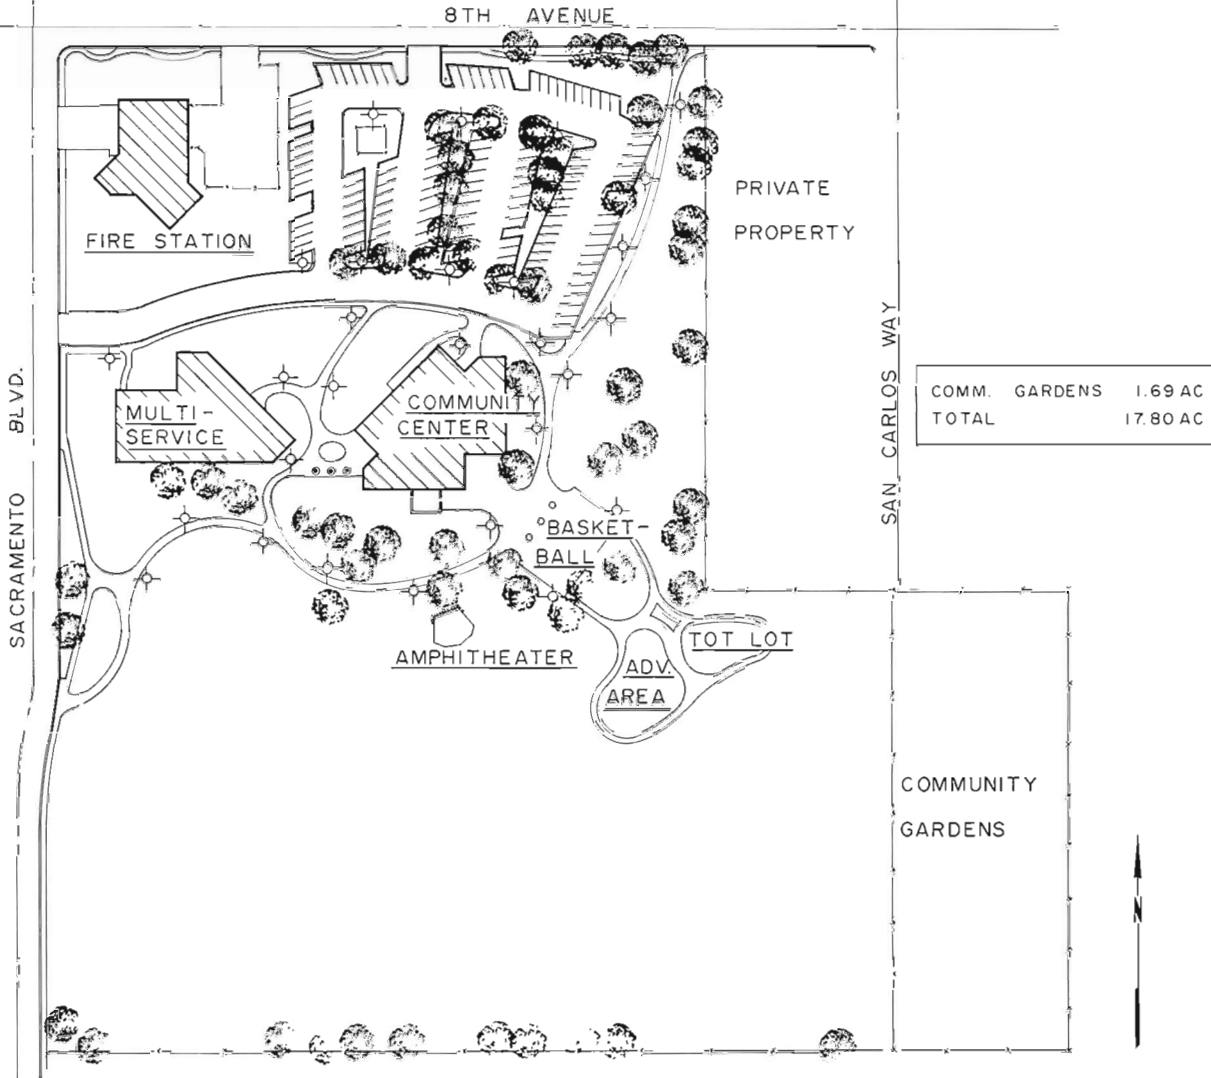 8TH AVENUE
PRIVATE
PROPERTY
FIRE STATION
SAN CARLOS WAY
SACRAMENTO BLVD.
COMM. GARDENS 1.69 AC
TOTAL 17.80 AC
MULTI-
SERVICE
COMMUNITY
CENTER
BASKET-
BALL
TOT LOT
AMPHITHEATER
ADV.
AREA
COMMUNITY
GARDENS
N